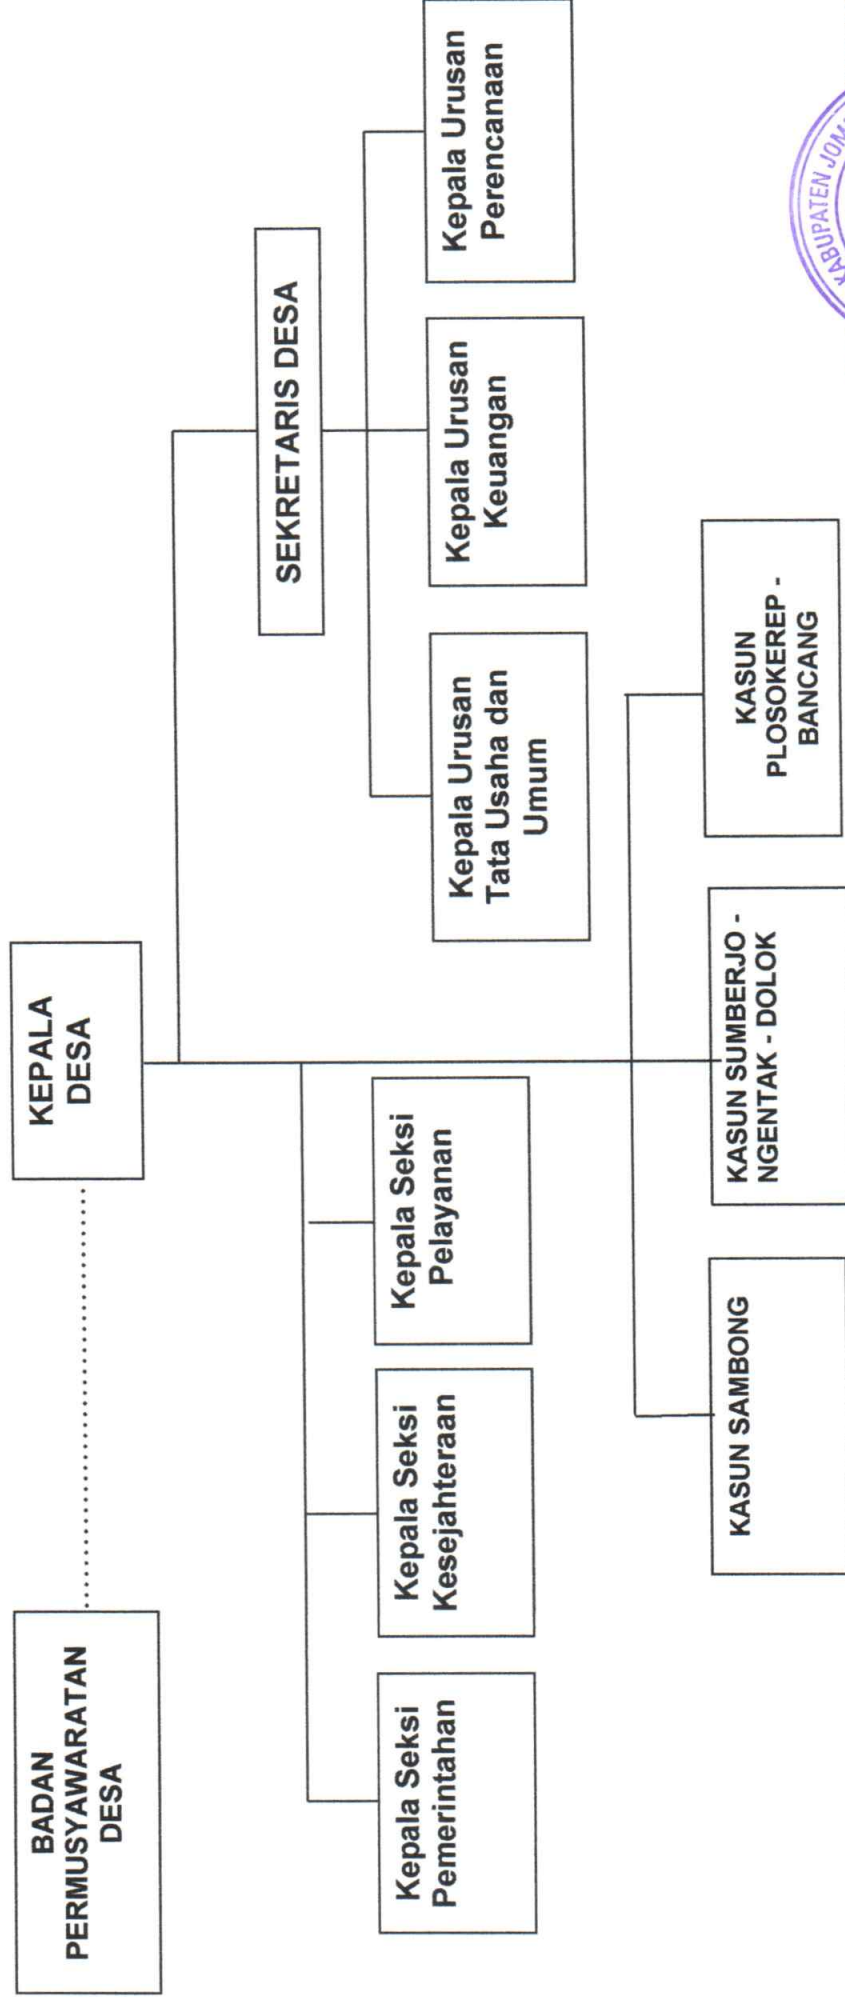 BADAN
PERMUSYAWARATAN
DESA
KEPALA
DESA
SEKRETARIS DESA
Kepala Urusan
Tata Usaha dan
Umum
Kepala Urusan
Keuangan
Kepala Urusan
Perencanaan
Kepala Seksi
Pemerintahan
Kepala Seksi
Kesejahteraan
Kepala Seksi
Pelayanan
KASUN SAMBONG
KASUN SUMBERJO -
NGENTAK - DOLOK
KASUN
PLOSOKEREP -
BANCANG
KABUPATEN